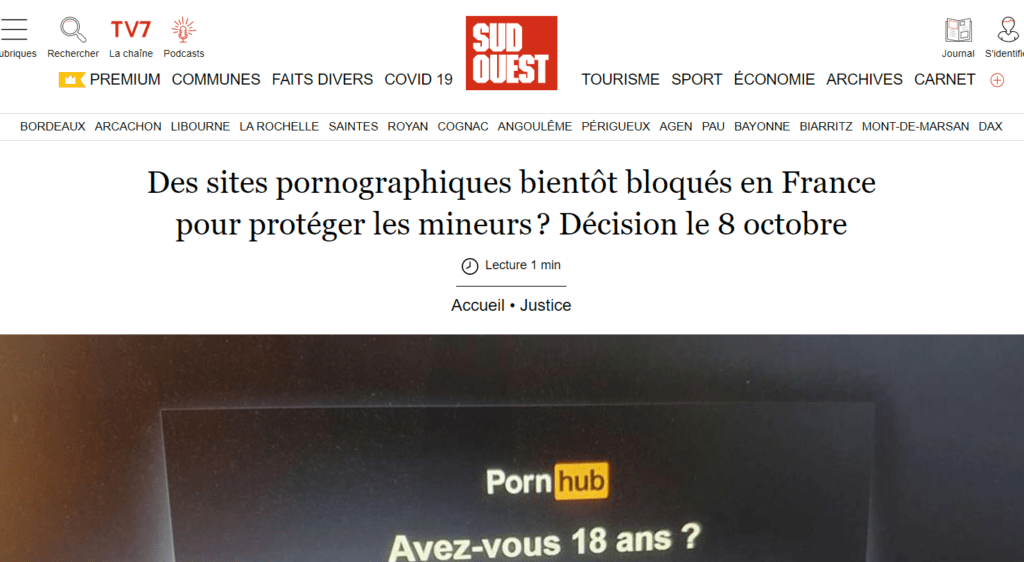 ubriques
Rechercher
TV7
La chaîne
Podcasts
SUD
OUEST
Journal
S'identifi
PREMIUM COMMUNES FAITS DIVERS COVID 19
TOURISME SPORT ÉCONOMIE ARCHIVES CARNET
BORDEAUX ARCACHON LIBOURNE LA ROCHELLE SAINTES ROYAN COGNAC ANGOULÊME PÉRIGUEUX AGEN PAU BAYONNE BIARRITZ MONT-DE-MARSAN DAX
Des sites pornographiques bientôt bloqués en France
pour protéger les mineurs ? Décision le 8 octobre
Lecture 1 min
Accueil • Justice
Pornhub
Avez-vous 18 ans ?